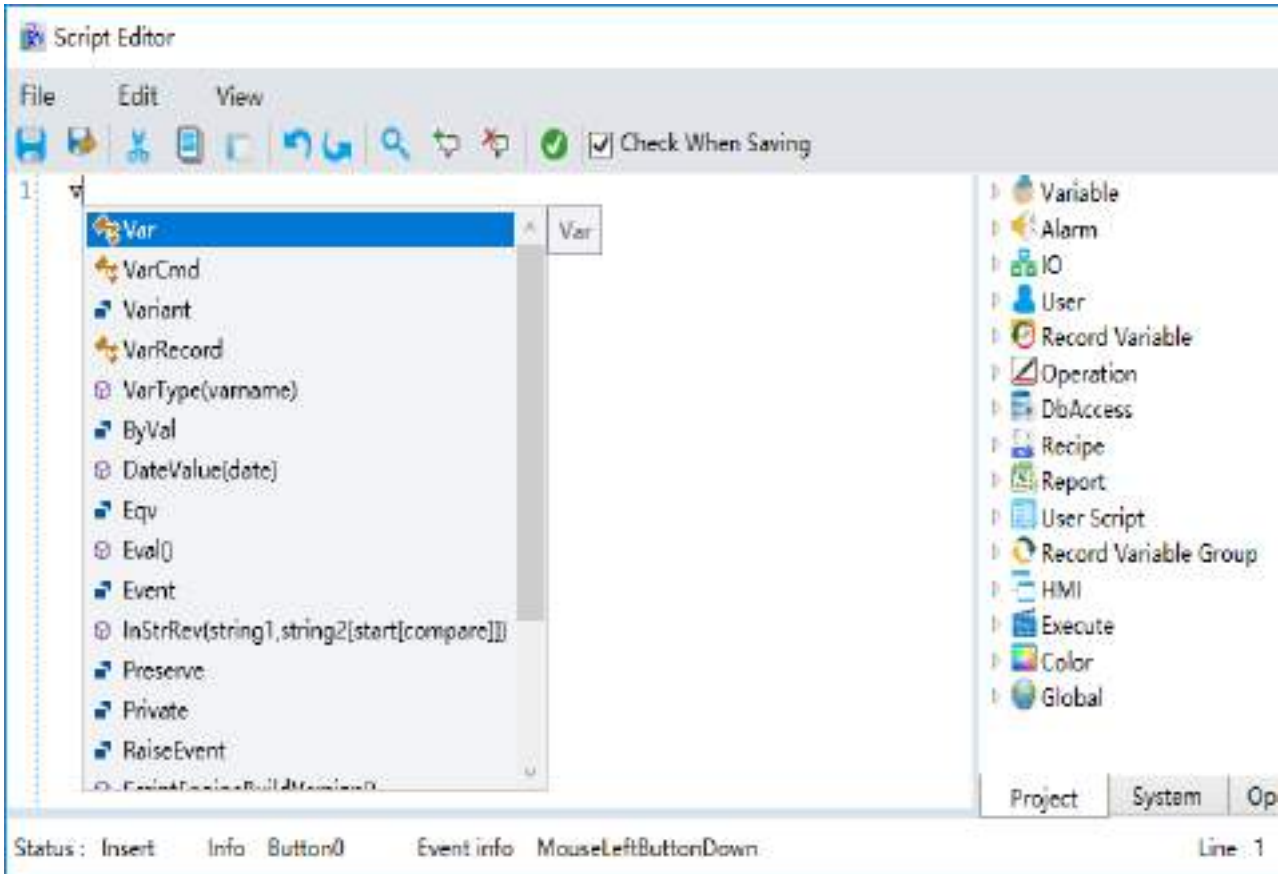 Script Editor
File Edit View
Check When Saving
1 v
Var
Var
VarCmd
Variant
VarRecord
VarType(varname)
ByVal
DateValue(date)
Eqv
Eval()
Event
InStrRev(string1,string2[start[compare]])
Preserve
Private
RaiseEvent
ScriptEngineBuildVersion()
Variable
Alarm
IO
User
Record Variable
Operation
DbAccess
Recipe
Report
User Script
Record Variable Group
HMI
Execute
Color
Global
Project System Op
Status : Insert Info Button0 Event info MouseLeftButtonDown Line 1